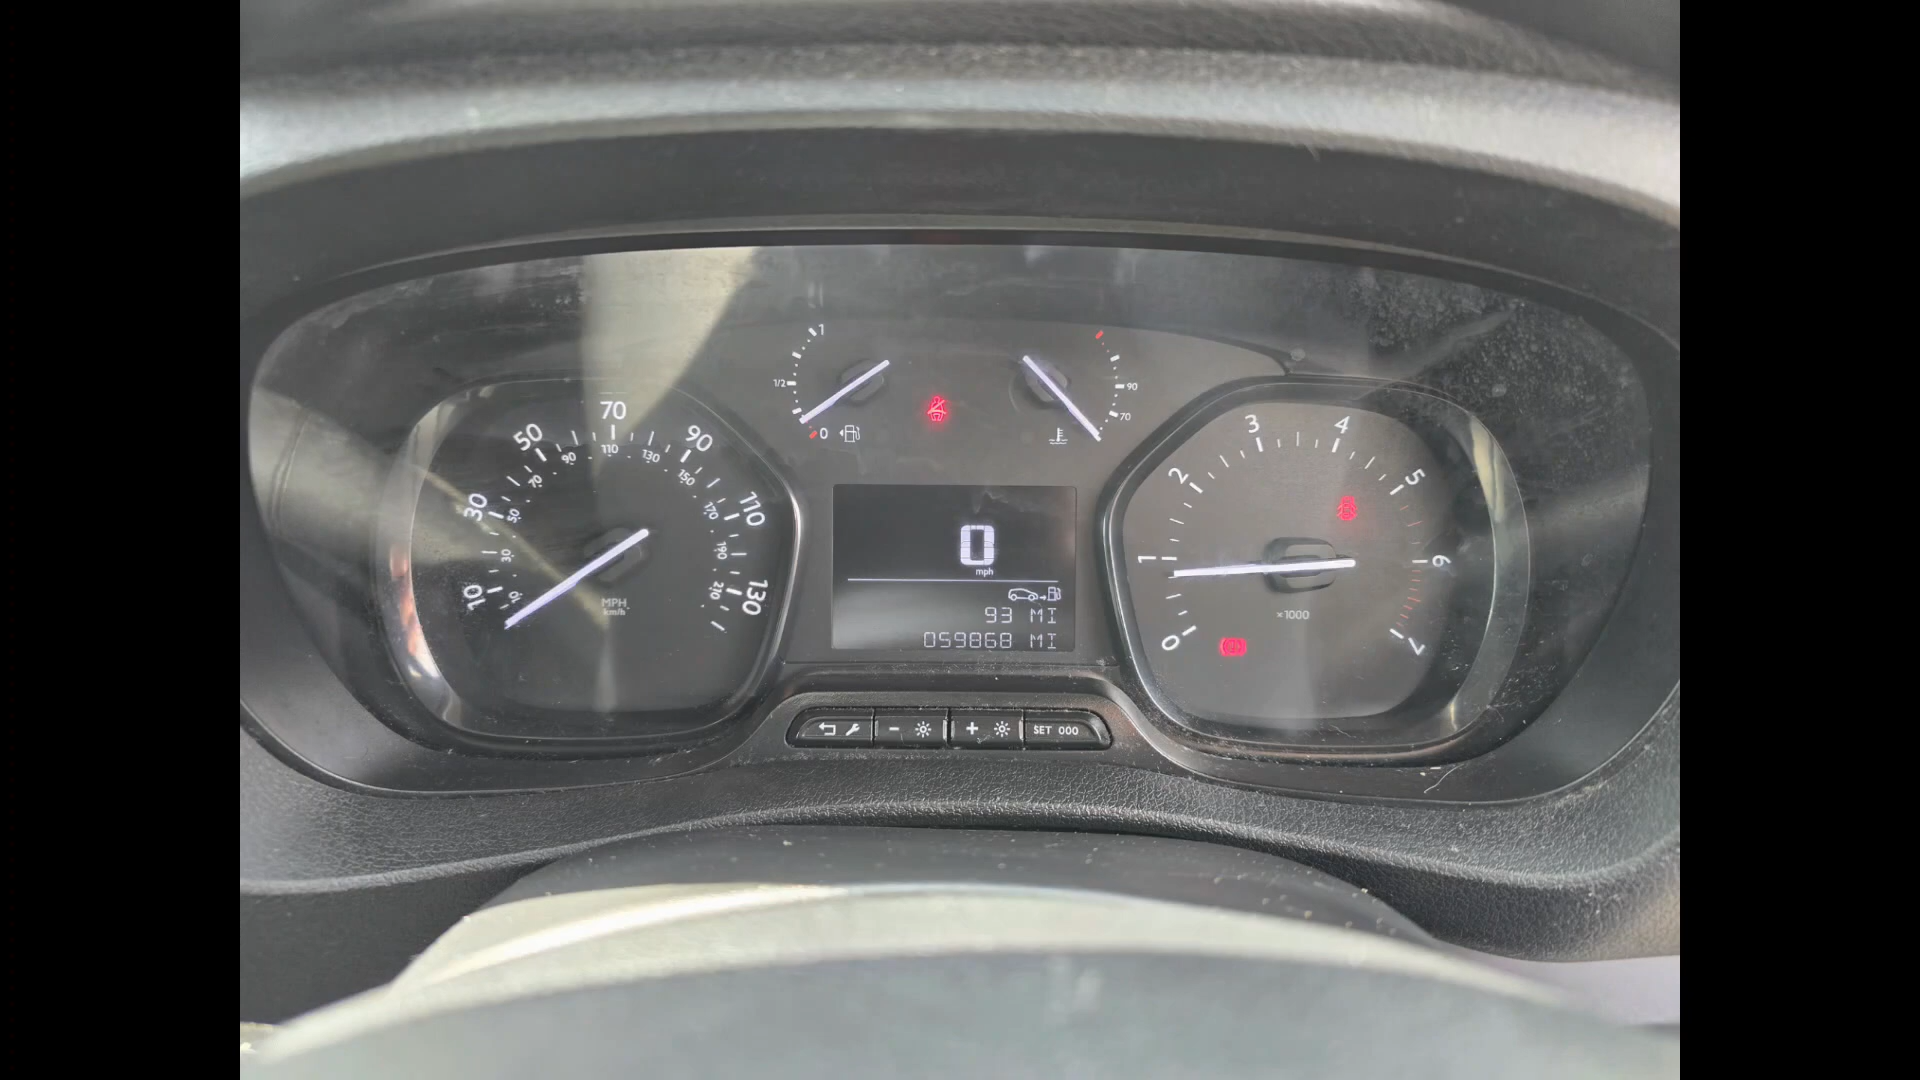 1
1/2
0
90
70
10 30 50 70 90 110 130
10 30 50 70 90 110 130 150 170 190 210
MPH
km/h
0
mph
93 MI
059868 MI
0 1 2 3 4 5 6 7
×1000
SET 000